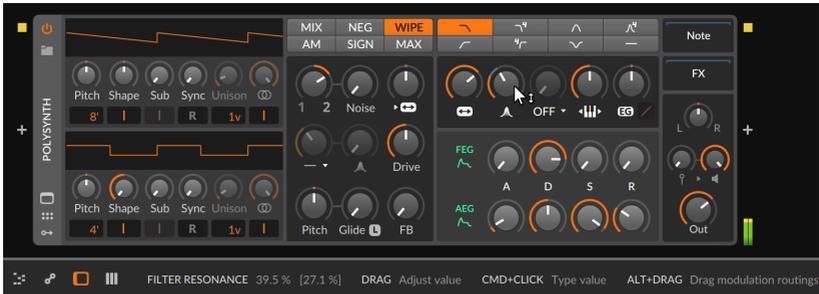 POLYSYNTH
Pitch Shape Sub Sync Unison
8' R 1v
Pitch Shape Sub Sync Unison
4' R 1v
MIX NEG WIPE
AM SIGN MAX
1 2 Noise
Drive
Pitch Glide L FB
OFF EG
FEG
A D S R
AEG
Note
FX
L R
Out
FILTER RESONANCE 39.5 % [27.1 %] DRAG Adjust value CMD+CLICK Type value ALT+DRAG Drag modulation routings